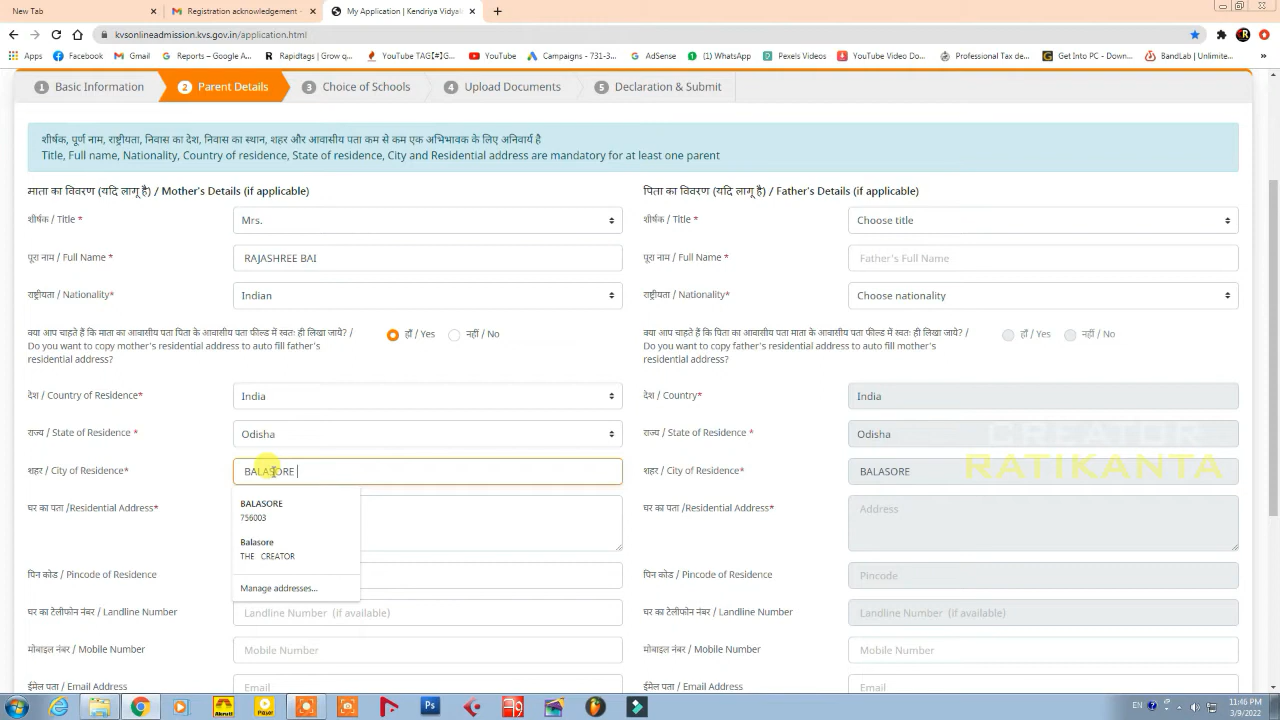 New Tab
Registration acknowledgement -
My Application | Kendriya Vidyal
kvsonlineadmission.kvs.gov.in/application.html
Apps
Facebook
Gmail
Reports – Google A...
Rapidtags | grow q...
YouTube TAG[#]G...
YouTube
Campaigns - 731-3...
AdSense
(1) WhatsApp
Pexels Videos
YouTube Video Do...
Professional Tax de...
Get Into PC - Down...
BandLab | Unlimite...
1 Basic Information
2 Parent Details
3 Choice of Schools
4 Upload Documents
5 Declaration & Submit
शीर्षक, पूर्ण नाम, राष्ट्रीयता, निवास का देश, निवास का स्थान, शहर और आवासीय पता कम से कम एक अभिभावक के लिए अनिवार्य है
Title, Full name, Nationality, Country of residence, State of residence, City and Residential address are mandatory for at least one parent
माता का विवरण (यदि लागू है) / Mother's Details (if applicable)
पिता का विवरण (यदि लागू है) / Father's Details (if applicable)
शीर्षक / Title *
Mrs.
शीर्षक / Title *
Choose title
पूरा नाम / Full Name *
RAJASHREE BAI
पूरा नाम / Full Name *
Father's Full Name
राष्ट्रीयता / Nationality*
Indian
राष्ट्रीयता / Nationality*
Choose nationality
क्या आप चाहते हैं कि माता का आवासीय पता पिता के आवासीय पता फील्ड में स्वतः ही लिखा जाये? /
Do you want to copy mother's residential address to auto fill father's
residential address?
हाँ / Yes
नहीं / No
क्या आप चाहते हैं कि पिता का आवासीय पता माता के आवासीय पता फील्ड में स्वतः ही लिखा जाये? /
Do you want to copy father's residential address to auto fill mother's
residential address?
हाँ / Yes
नहीं / No
देश / Country of Residence*
India
देश / Country*
India
राज्य / State of Residence *
Odisha
राज्य / State of Residence *
Odisha
CREATOR
RATIKANTA
शहर / City of Residence*
BALASORE
शहर / City of Residence*
BALASORE
BALASORE
756003
Balasore
THE CREATOR
Manage addresses...
घर का पता /Residential Address*
घर का पता /Residential Address*
Address
पिन कोड / Pincode of Residence
पिन कोड / Pincode of Residence
Pincode
घर का टेलीफोन नंबर / Landline Number
Landline Number (if available)
घर का टेलीफोन नंबर / Landline Number
Landline Number (if available)
मोबाइल नंबर / Mobile Number
Mobile Number
मोबाइल नंबर / Mobile Number
Mobile Number
ईमेल पता / Email Address
Email
ईमेल पता / Email Address
Email
EN
11:46 PM
3/9/2022